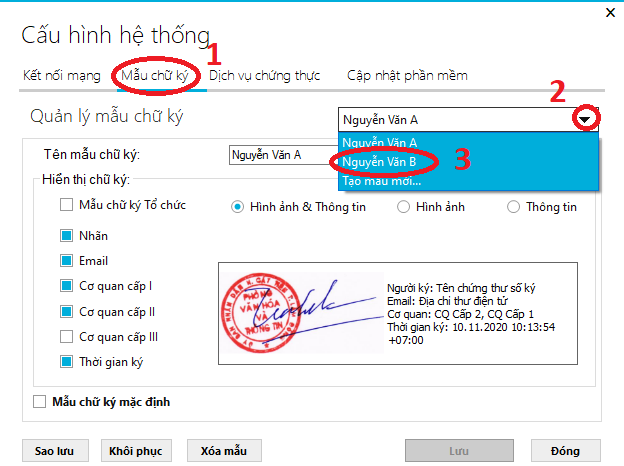 Cấu hình hệ thống
1
Kết nối mạng Mẫu chữ ký Dịch vụ chứng thực Cập nhật phần mềm
2
Quản lý mẫu chữ ký Nguyễn Văn A
Nguyễn Văn A
Nguyễn Văn B 3
Tạo mẫu mới...
Tên mẫu chữ ký: Nguyễn Văn A
Hiển thị chữ ký:
Mẫu chữ ký Tổ chức Hình ảnh & Thông tin Hình ảnh Thông tin
Nhãn
Email
Cơ quan cấp I
Cơ quan cấp II
Cơ quan cấp III
Thời gian ký
PHÒNG
VĂN HÓA
VÀ
THÔNG TIN
Người ký: Tên chứng thư số ký
Email: Địa chỉ thư điện tử
Cơ quan: CQ Cấp 2, CQ Cấp 1
Thời gian ký: 10.11.2020 10:13:54
+07:00
Mẫu chữ ký mặc định
Sao lưu Khôi phục Xóa mẫu Lưu Đóng